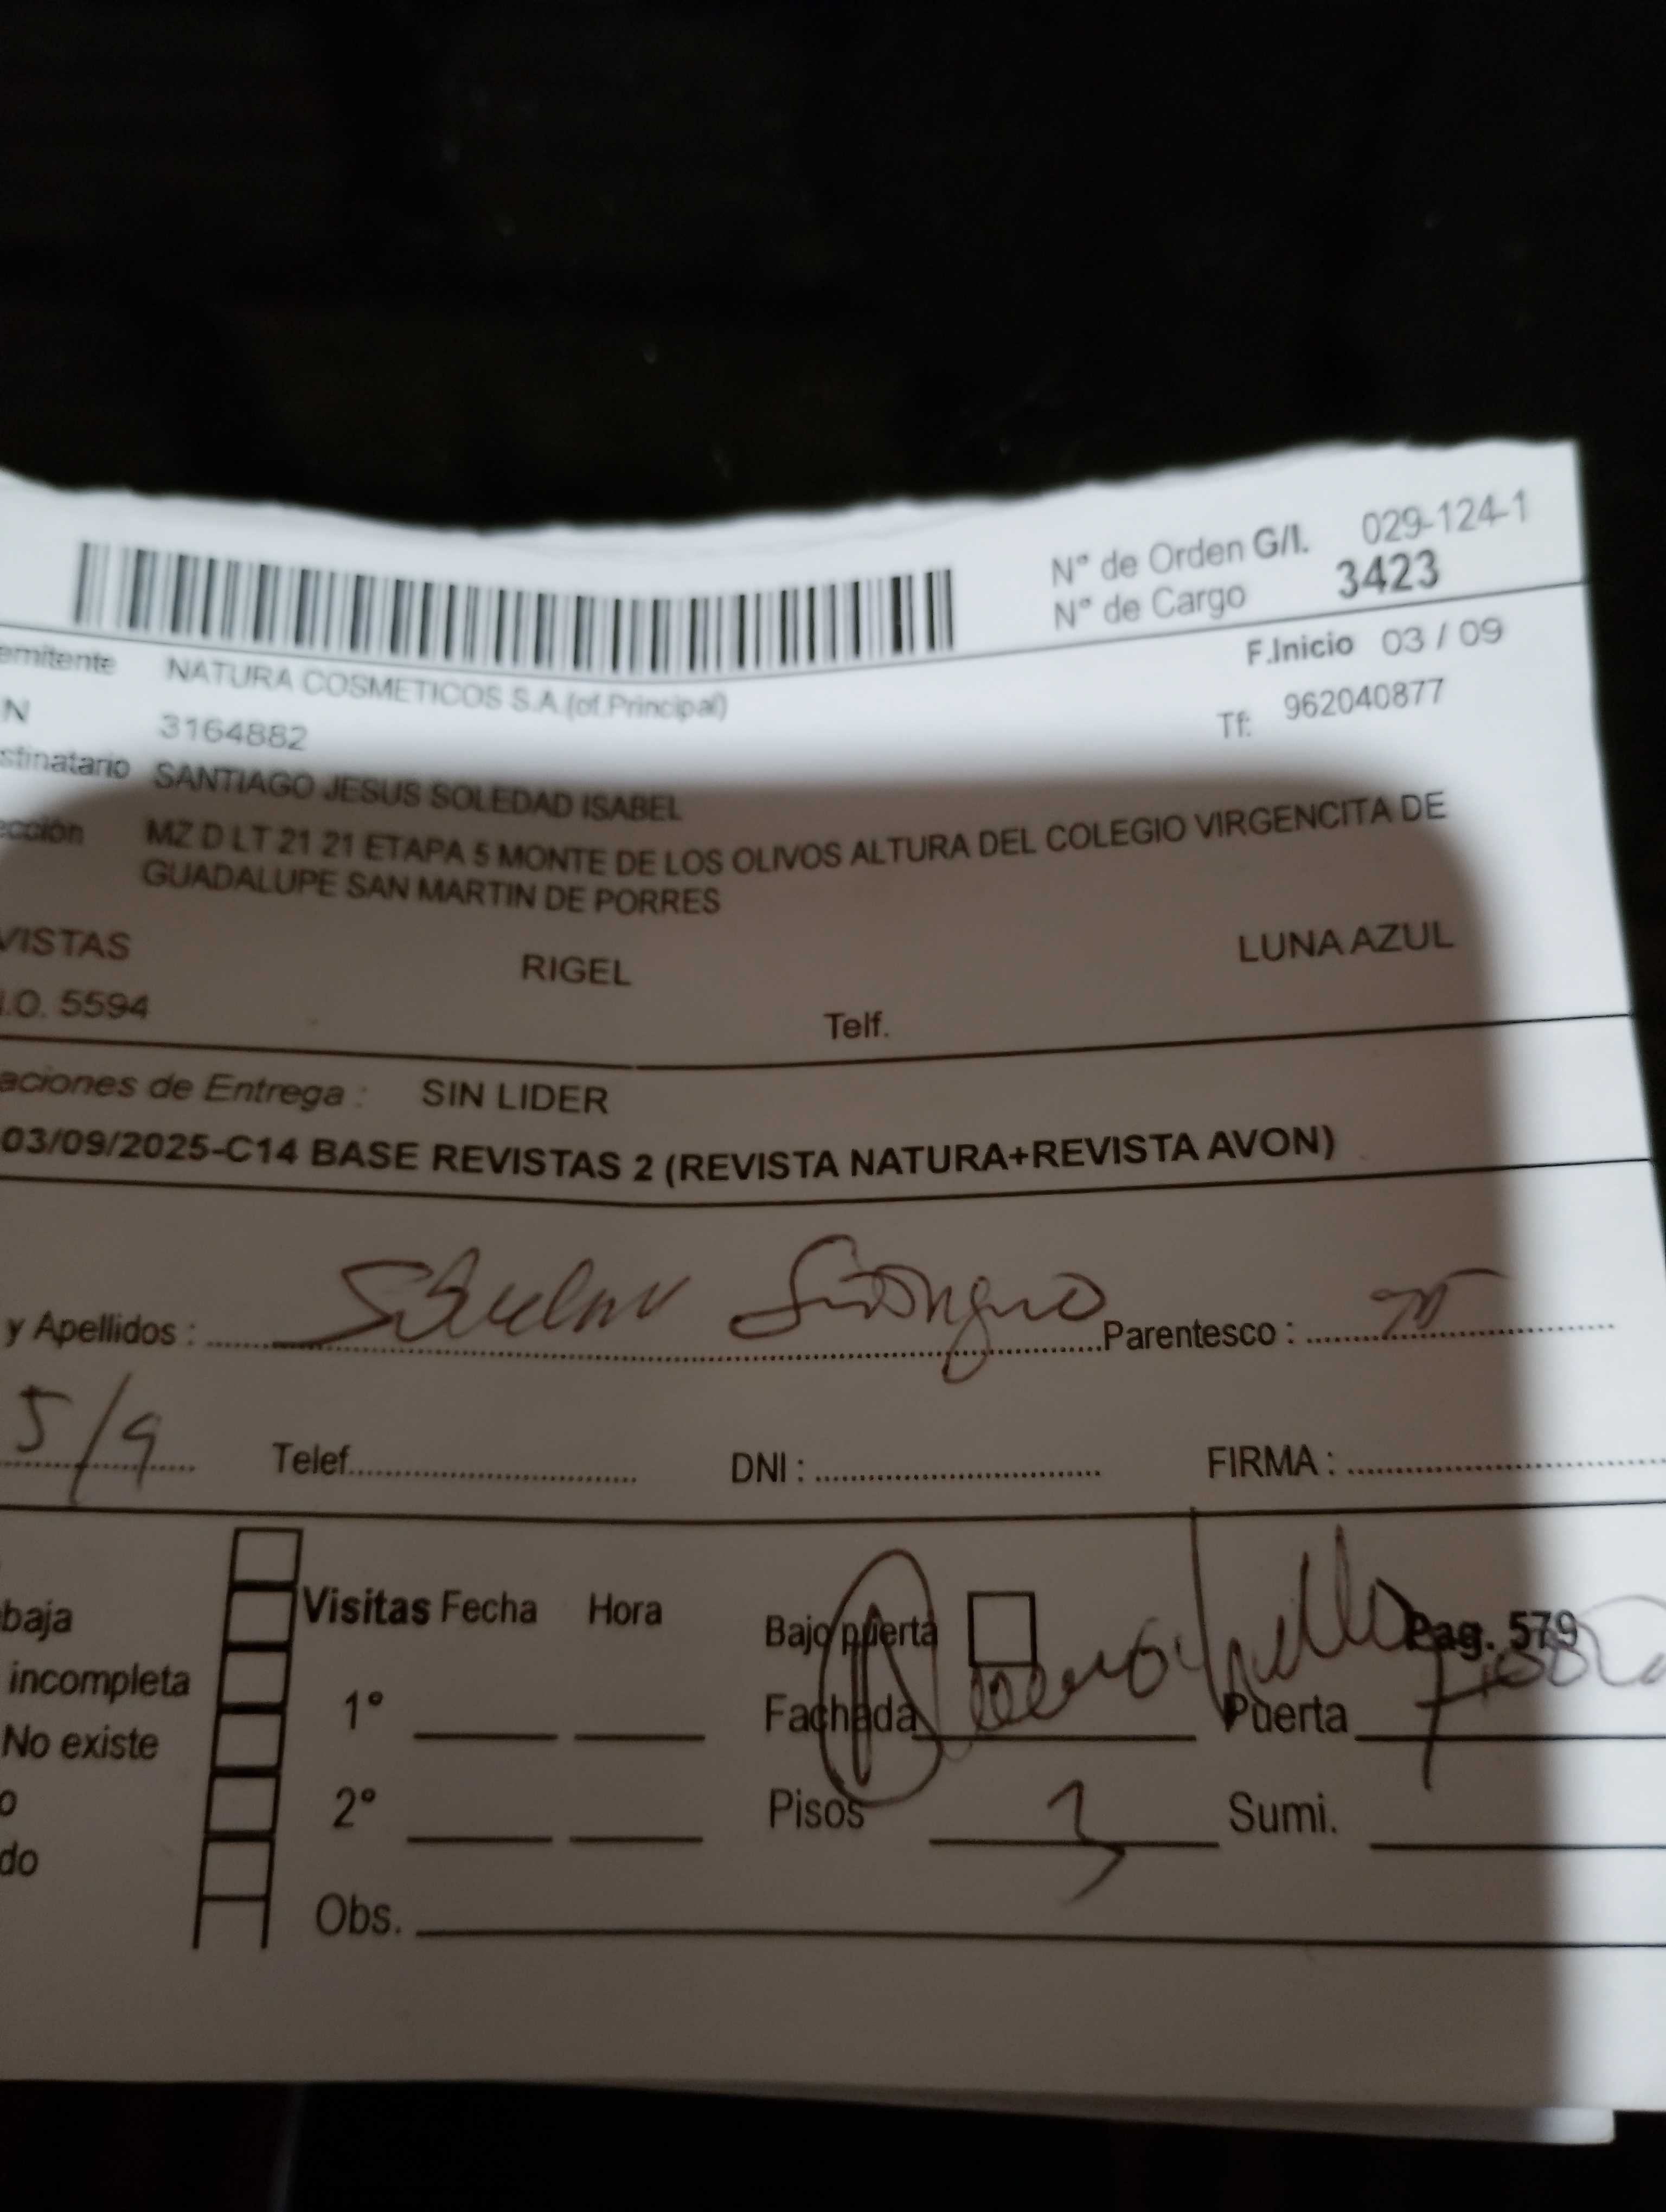 N° de Orden G/I. 029-124-1
N° de Cargo 3423
F.Inicio 03 / 09
emitente NATURA COSMETICOS S.A.(of.Principal)
N 3164882 Tf: 962040877
stinatario SANTIAGO JESUS SOLEDAD ISABEL
ección MZ D LT 21 21 ETAPA 5 MONTE DE LOS OLIVOS ALTURA DEL COLEGIO VIRGENCITA DE
GUADALUPE SAN MARTIN DE PORRES
VISTAS RIGEL LUNA AZUL
.O. 5594 Telf.
aciones de Entrega : SIN LIDER
03/09/2025-C14 BASE REVISTAS 2 (REVISTA NATURA+REVISTA AVON)
y Apellidos : Parentesco :
5/9 Telef. DNI : FIRMA :
baja Visitas Fecha Hora Bajo puerta Pag. 579
incompleta 1° Fachada Puerta
No existe
o 2° Pisos 3 Sumi.
do
Obs.